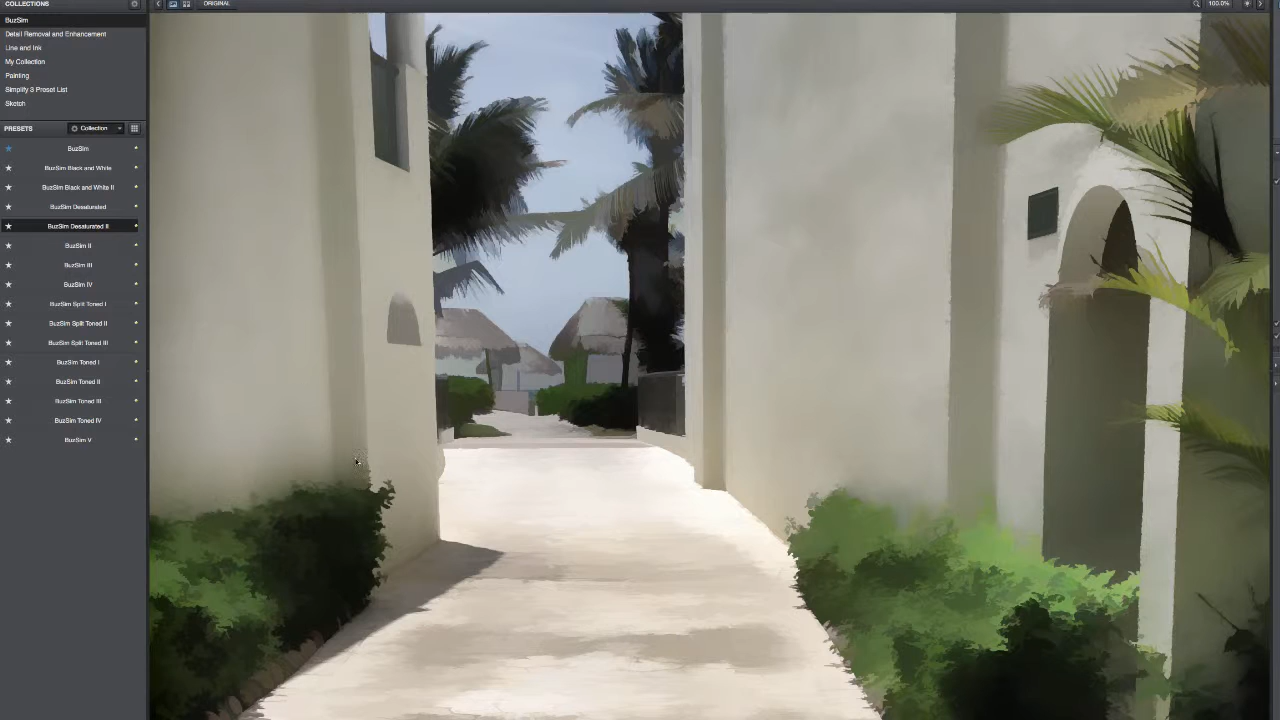 COLLECTIONS
ORIGINAL
100.0%
BuzSim
Detail Removal and Enhancement
Line and Ink
My Collection
Painting
Simplify 3 Preset List
Sketch
PRESETS
Collection
BuzSim
BuzSim Black and White
BuzSim Black and White II
BuzSim Desaturated
BuzSim Desaturated II
BuzSim II
BuzSim III
BuzSim IV
BuzSim Split Toned I
BuzSim Split Toned II
BuzSim Split Toned III
BuzSim Toned I
BuzSim Toned II
BuzSim Toned III
BuzSim Toned IV
BuzSim V